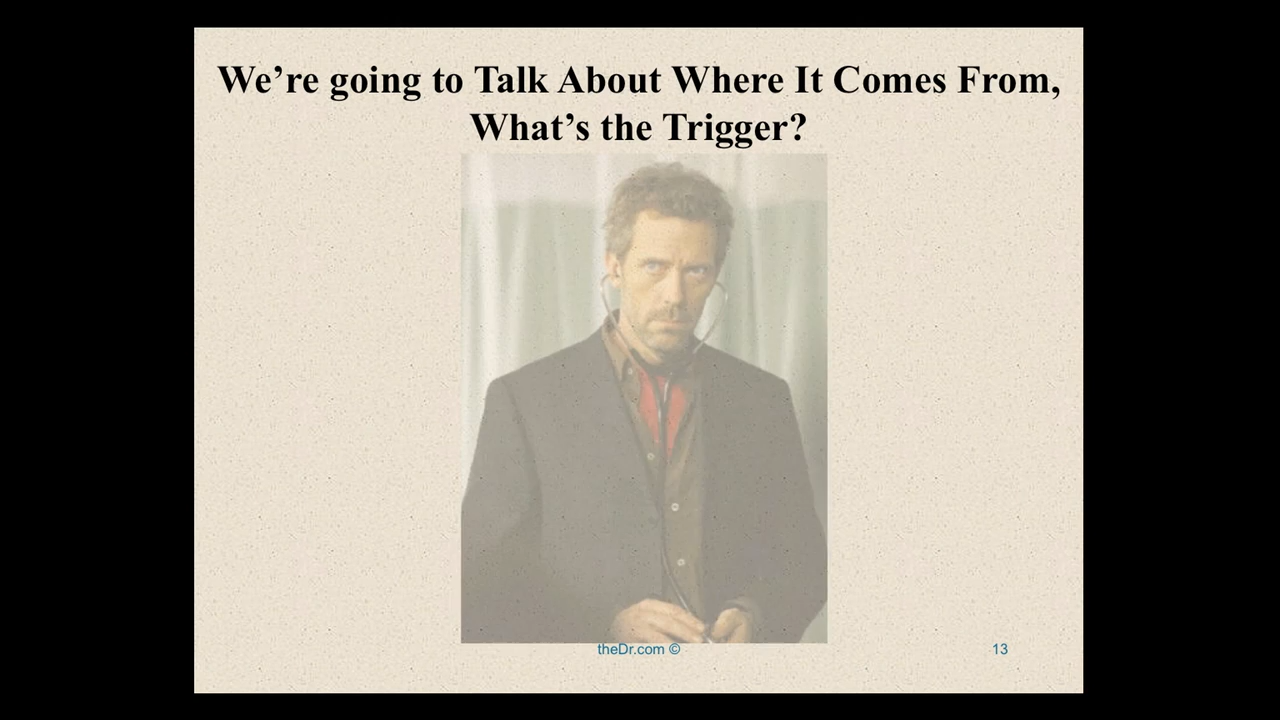 We’re going to Talk About Where It Comes From,
What’s the Trigger?
theDr.com © 13